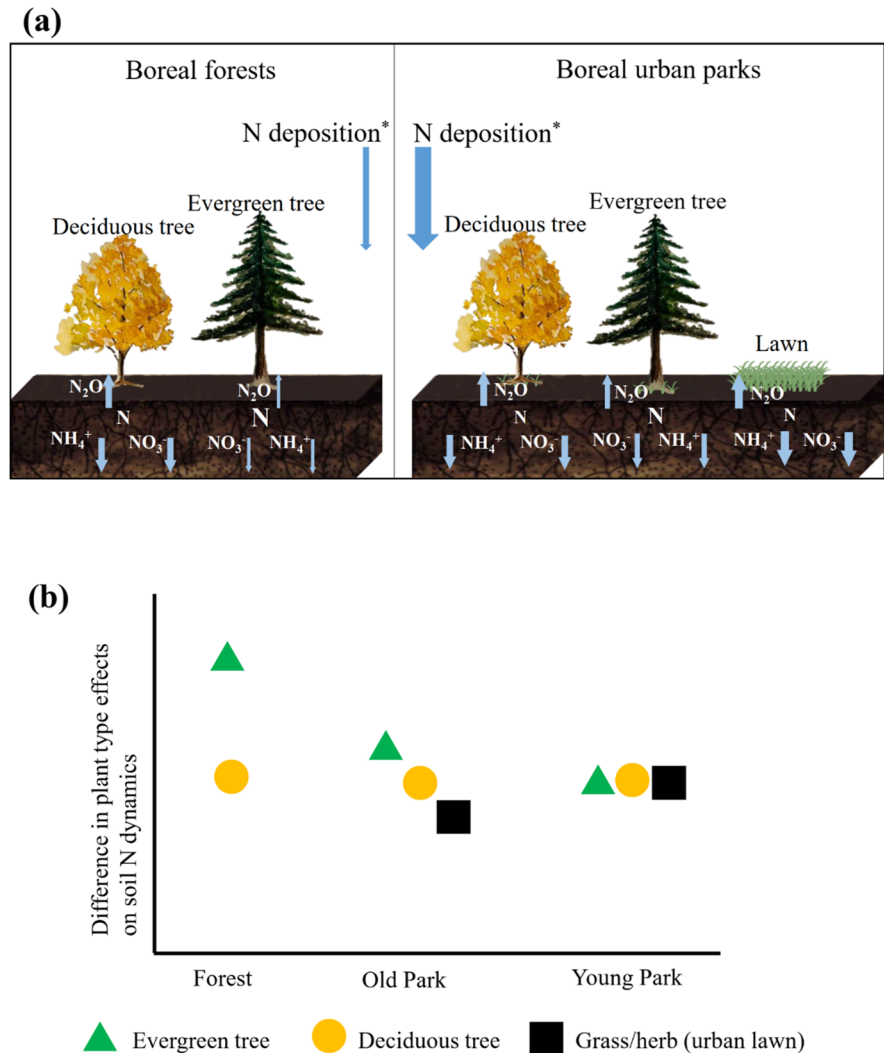 (a)
Boreal forests
N deposition*
Evergreen tree
Deciduous tree
N₂O
N₂O
N
N
NH₄⁺
NO₃⁻
NO₃⁻
NH₄⁺
Boreal urban parks
N deposition*
Evergreen tree
Deciduous tree
Lawn
N₂O
N₂O
N₂O
N
N
N
NH₄⁺
NO₃⁻
NO₃⁻
NH₄⁺
NH₄⁺
NO₃⁻
(b)
Difference in plant type effects
on soil N dynamics
Forest
Old Park
Young Park
Evergreen tree
Deciduous tree
Grass/herb (urban lawn)